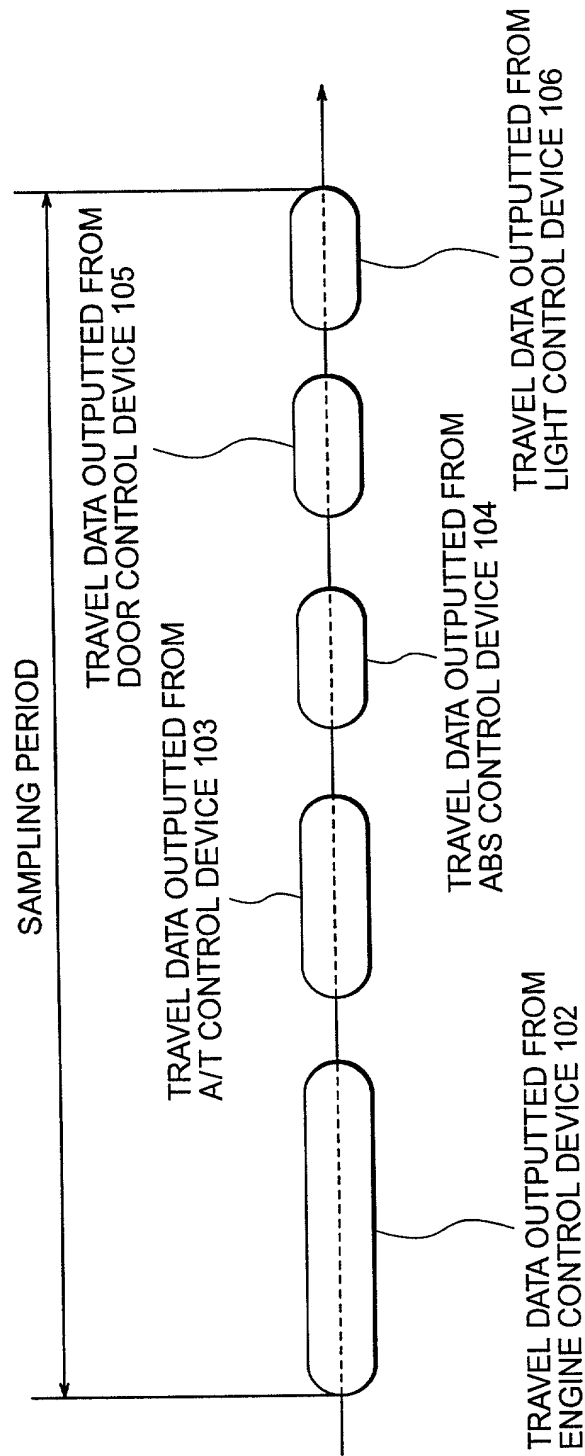 SAMPLING PERIOD
TRAVEL DATA OUTPUTTED FROM
DOOR CONTROL DEVICE 105
TRAVEL DATA OUTPUTTED FROM
A/T CONTROL DEVICE 103
TRAVEL DATA OUTPUTTED FROM
ABS CONTROL DEVICE 104
TRAVEL DATA OUTPUTTED FROM
LIGHT CONTROL DEVICE 106
TRAVEL DATA OUTPUTTED FROM
ENGINE CONTROL DEVICE 102